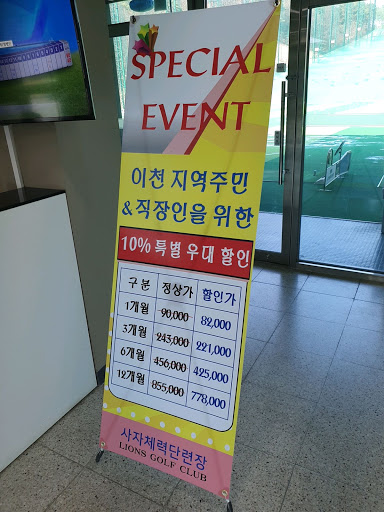 SPECIAL
EVENT
이천 지역주민
&직장인을 위한
10% 특별 우대 할인
구 분 정상가 할인가
1개월 90,000 82,000
3개월 243,000 221,000
6개월 456,000 425,000
12개월 855,000 778,000
사자체력단련장
LIONS GOLF CLUB